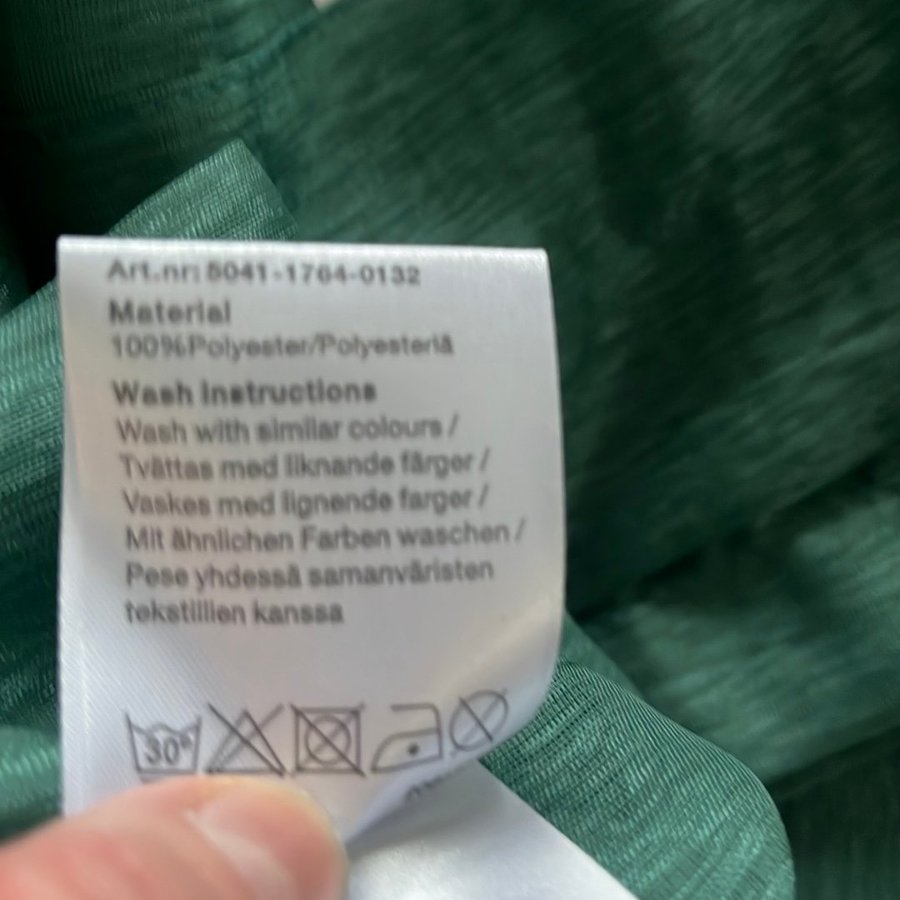 Art.nr: 5041-1764-0132
Material
100%Polyester/Polyesteriä
Wash instructions
Wash with similar colours /
Tvättas med liknande färger /
Vaskes med lignende farger /
Mit ähnlichen Farben waschen /
Pese yhdessä samanväristen
tekstiilien kanssa
30°